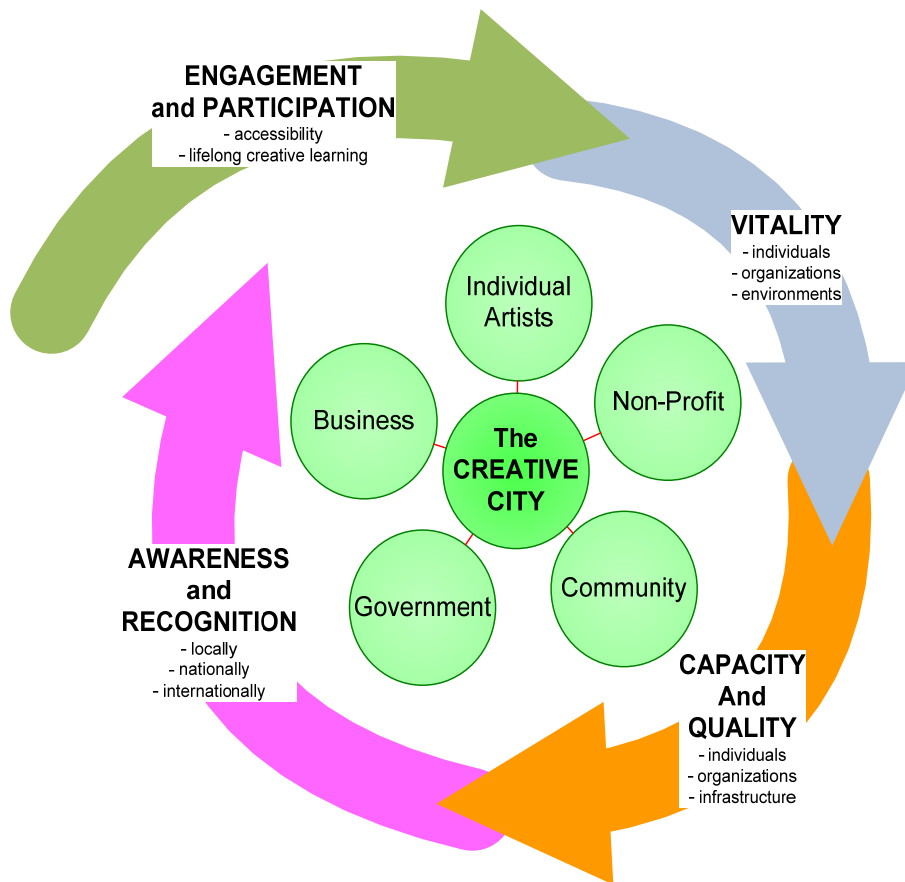 ENGAGEMENT
and PARTICIPATION
- accessibility
- lifelong creative learning
VITALITY
- individuals
- organizations
- environments
Individual
Artists
Non-Profit
Business
The
CREATIVE
CITY
Government
Community
AWARENESS
and
RECOGNITION
- locally
- nationally
- internationally
CAPACITY
And
QUALITY
- individuals
- organizations
- infrastructure